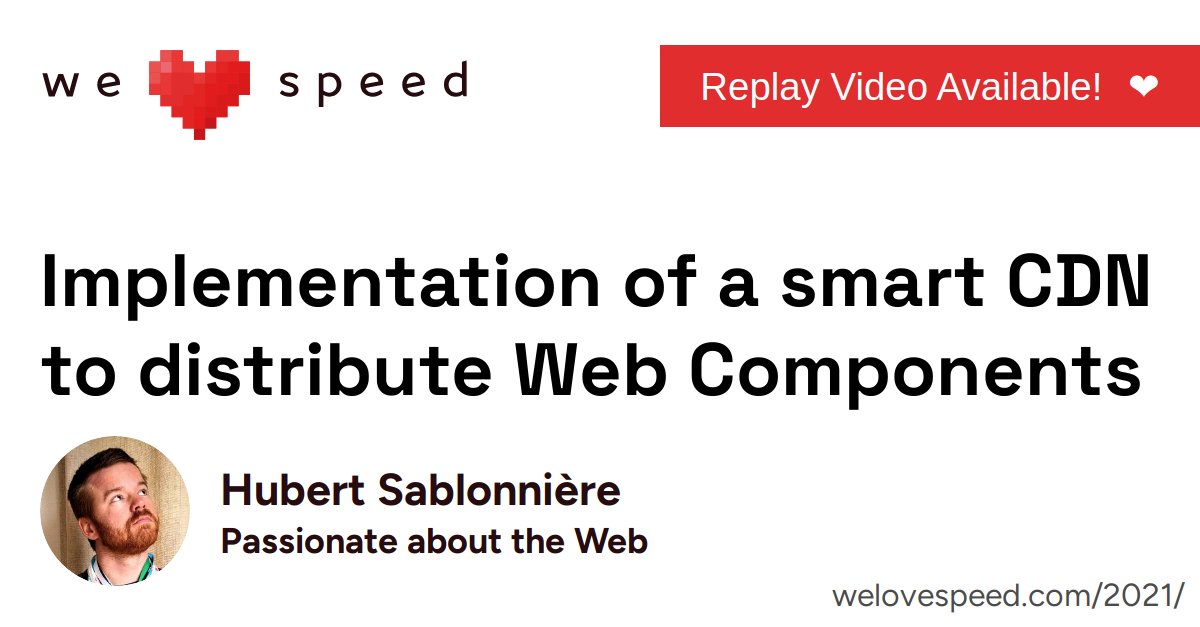 we speed
Replay Video Available! ❤
Implementation of a smart CDN
to distribute Web Components
Hubert Sablonnière
Passionate about the Web
welovespeed.com/2021/